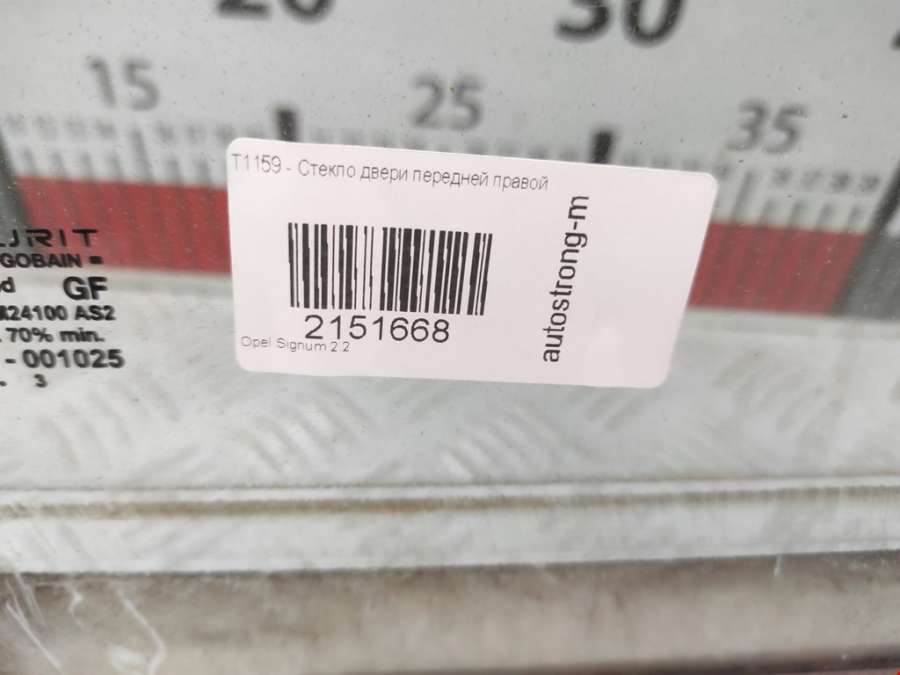 20
30
15
25
35
T1159 - Стекло двери передней правой
2151668
Opel Signum 2.2
autostrong-m
GOBAIN
GF
AS2
70% min.
- 001025
3